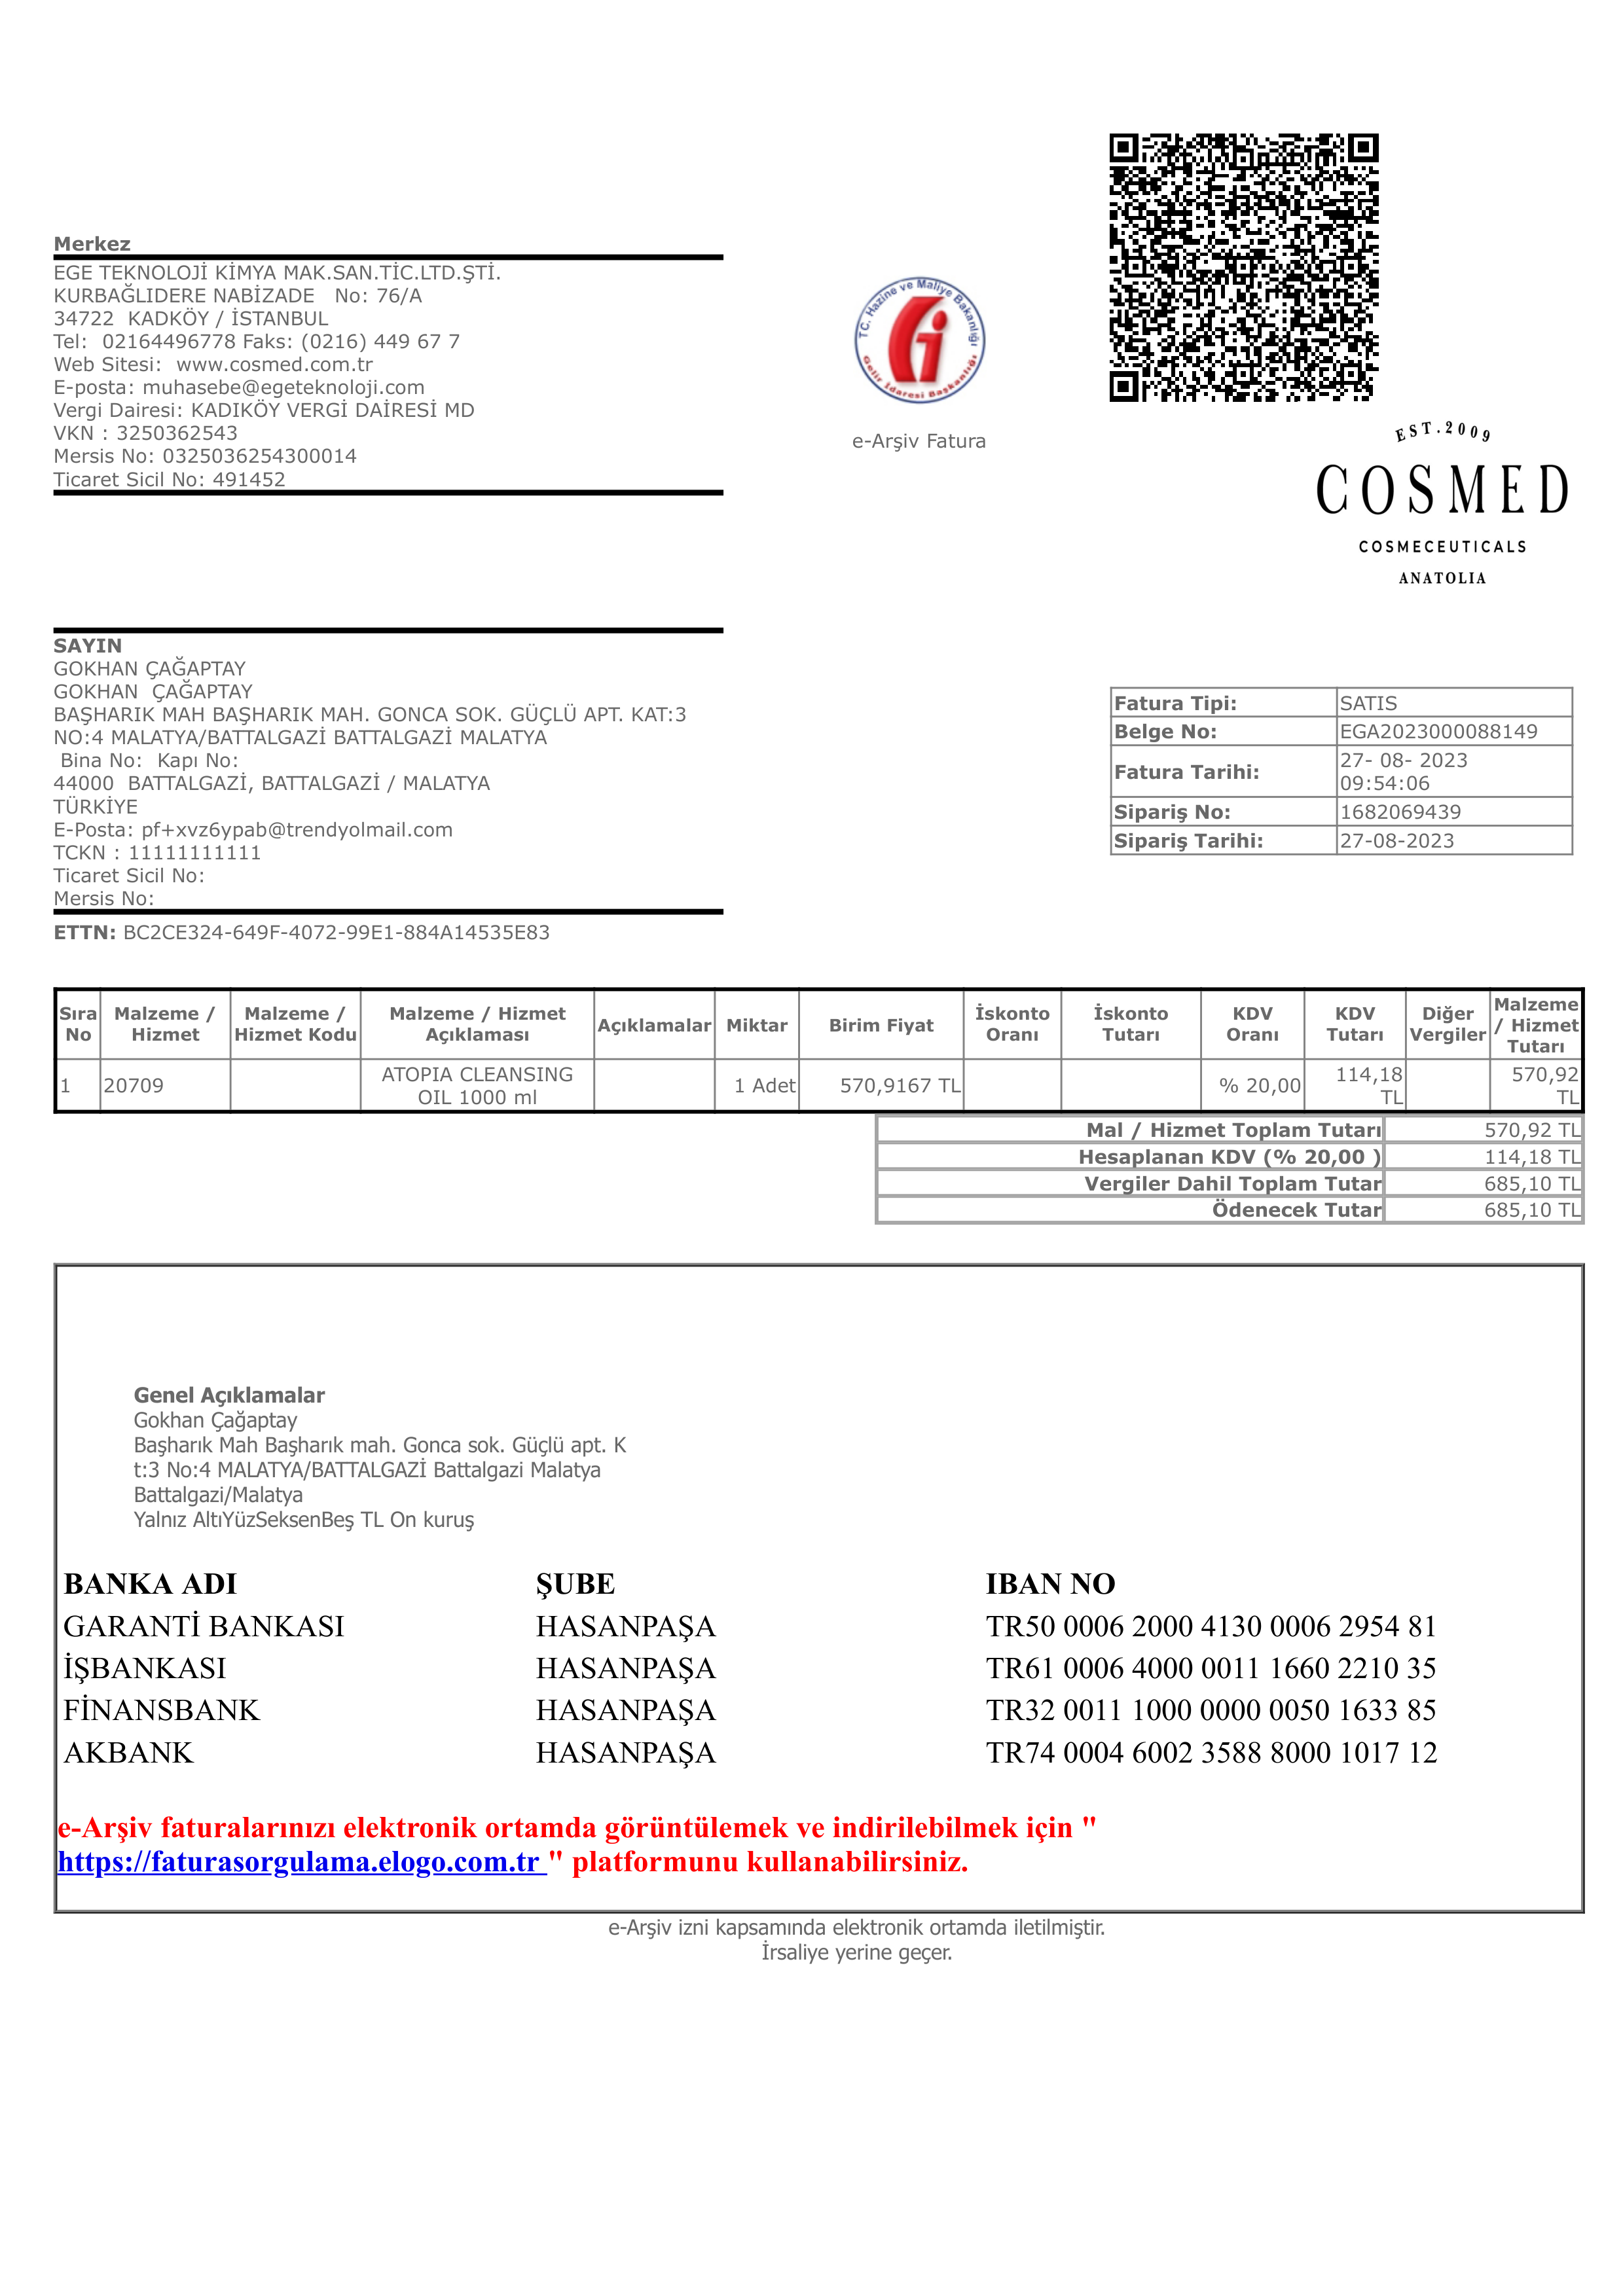 Merkez
EGE TEKNOLOJİ KİMYA MAK.SAN.TİC.LTD.ŞTİ.
KURBAĞLIDERE NABİZADE No: 76/A
34722 KADKÖY / İSTANBUL
Tel: 02164496778 Faks: (0216) 449 67 7
Web Sitesi: www.cosmed.com.tr
E-posta: muhasebe@egeteknoloji.com
Vergi Dairesi: KADIKÖY VERGİ DAİRESİ MD
VKN : 3250362543
Mersis No: 0325036254300014
Ticaret Sicil No: 491452
TC. Hazine ve Maliye Bakanlığı
Gelir İdaresi Başkanlığı
e-Arşiv Fatura
EST.2009
COSMED
COSMECEUTICALS
ANATOLIA
SAYIN
GOKHAN ÇAĞAPTAY
GOKHAN ÇAĞAPTAY
BAŞHARIK MAH BAŞHARIK MAH. GONCA SOK. GÜÇLÜ APT. KAT:3
NO:4 MALATYA/BATTALGAZİ BATTALGAZİ MALATYA
Bina No: Kapı No:
44000 BATTALGAZİ, BATTALGAZİ / MALATYA
TÜRKİYE
E-Posta: pf+xvz6ypab@trendyolmail.com
TCKN : 11111111111
Ticaret Sicil No:
Mersis No:
ETTN: BC2CE324-649F-4072-99E1-884A14535E83
Fatura Tipi: SATIS
Belge No: EGA2023000088149
Fatura Tarihi: 27- 08- 2023
09:54:06
Sipariş No: 1682069439
Sipariş Tarihi: 27-08-2023
Sıra No Malzeme / Hizmet Malzeme / Hizmet Kodu Malzeme / Hizmet Açıklaması Açıklamalar Miktar Birim Fiyat İskonto Oranı İskonto Tutarı KDV Oranı KDV Tutarı Diğer Vergiler Malzeme / Hizmet Tutarı
1 20709 ATOPIA CLEANSING OIL 1000 ml 1 Adet 570,9167 TL % 20,00 114,18 TL 570,92 TL
Mal / Hizmet Toplam Tutarı 570,92 TL
Hesaplanan KDV (% 20,00 ) 114,18 TL
Vergiler Dahil Toplam Tutar 685,10 TL
Ödenecek Tutar 685,10 TL
Genel Açıklamalar
Gokhan Çağaptay
Başharık Mah Başharık mah. Gonca sok. Güçlü apt. K
t:3 No:4 MALATYA/BATTALGAZİ Battalgazi Malatya
Battalgazi/Malatya
Yalnız AltıYüzSeksenBeş TL On kuruş
BANKA ADI ŞUBE IBAN NO
GARANTİ BANKASI HASANPAŞA TR50 0006 2000 4130 0006 2954 81
İŞBANKASI HASANPAŞA TR61 0006 4000 0011 1660 2210 35
FİNANSBANK HASANPAŞA TR32 0011 1000 0000 0050 1633 85
AKBANK HASANPAŞA TR74 0004 6002 3588 8000 1017 12
e-Arşiv faturalarınızı elektronik ortamda görüntülemek ve indirilebilmek için "
https://faturasorgulama.elogo.com.tr " platformunu kullanabilirsiniz.
e-Arşiv izni kapsamında elektronik ortamda iletilmiştir.
İrsaliye yerine geçer.